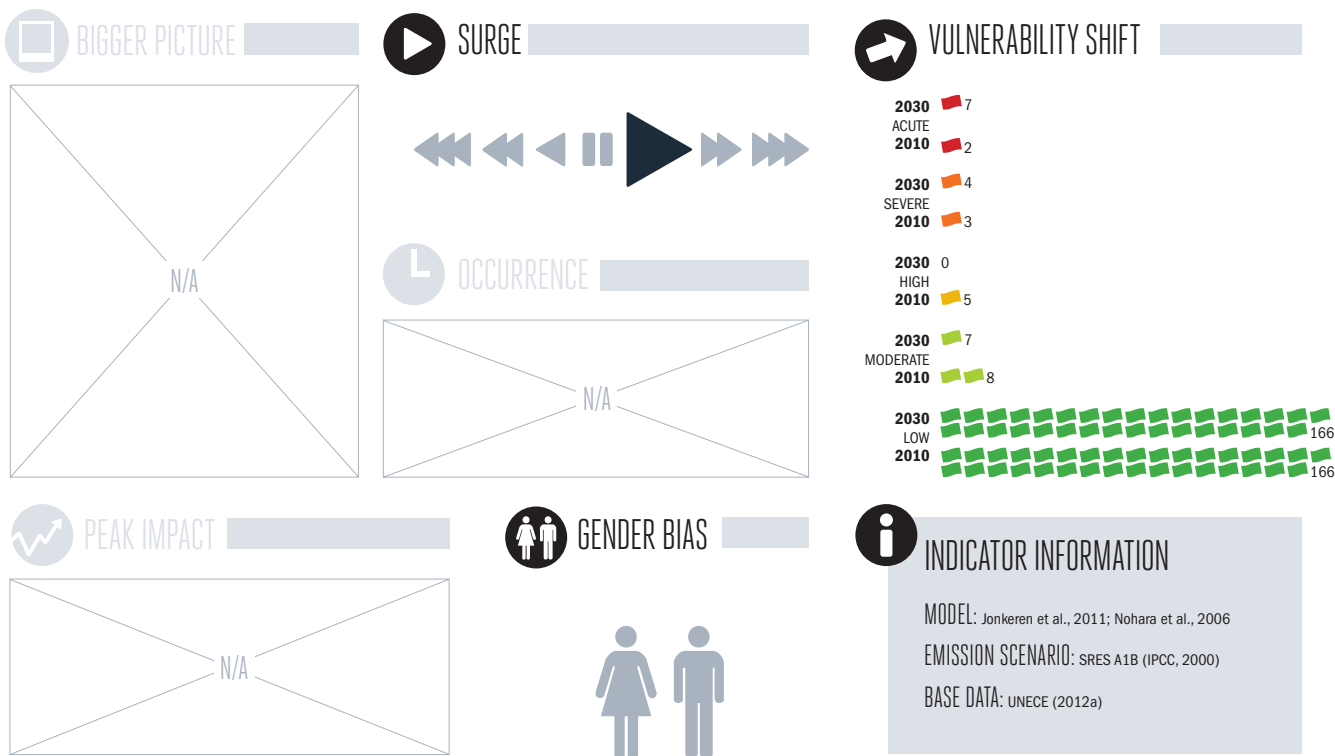 BIGGER PICTURE
N/A
SURGE
OCCURRENCE
N/A
VULNERABILITY SHIFT
2030 7
ACUTE
2010 2
2030 4
SEVERE
2010 3
2030 0
HIGH
2010 5
2030 7
MODERATE
2010 8
2030
LOW 166
2010
166
PEAK IMPACT
N/A
GENDER BIAS
INDICATOR INFORMATION
MODEL: Jonkeren et al., 2011; Nohara et al., 2006
EMISSION SCENARIO: SRES A1B (IPCC, 2000)
BASE DATA: UNECE (2012a)